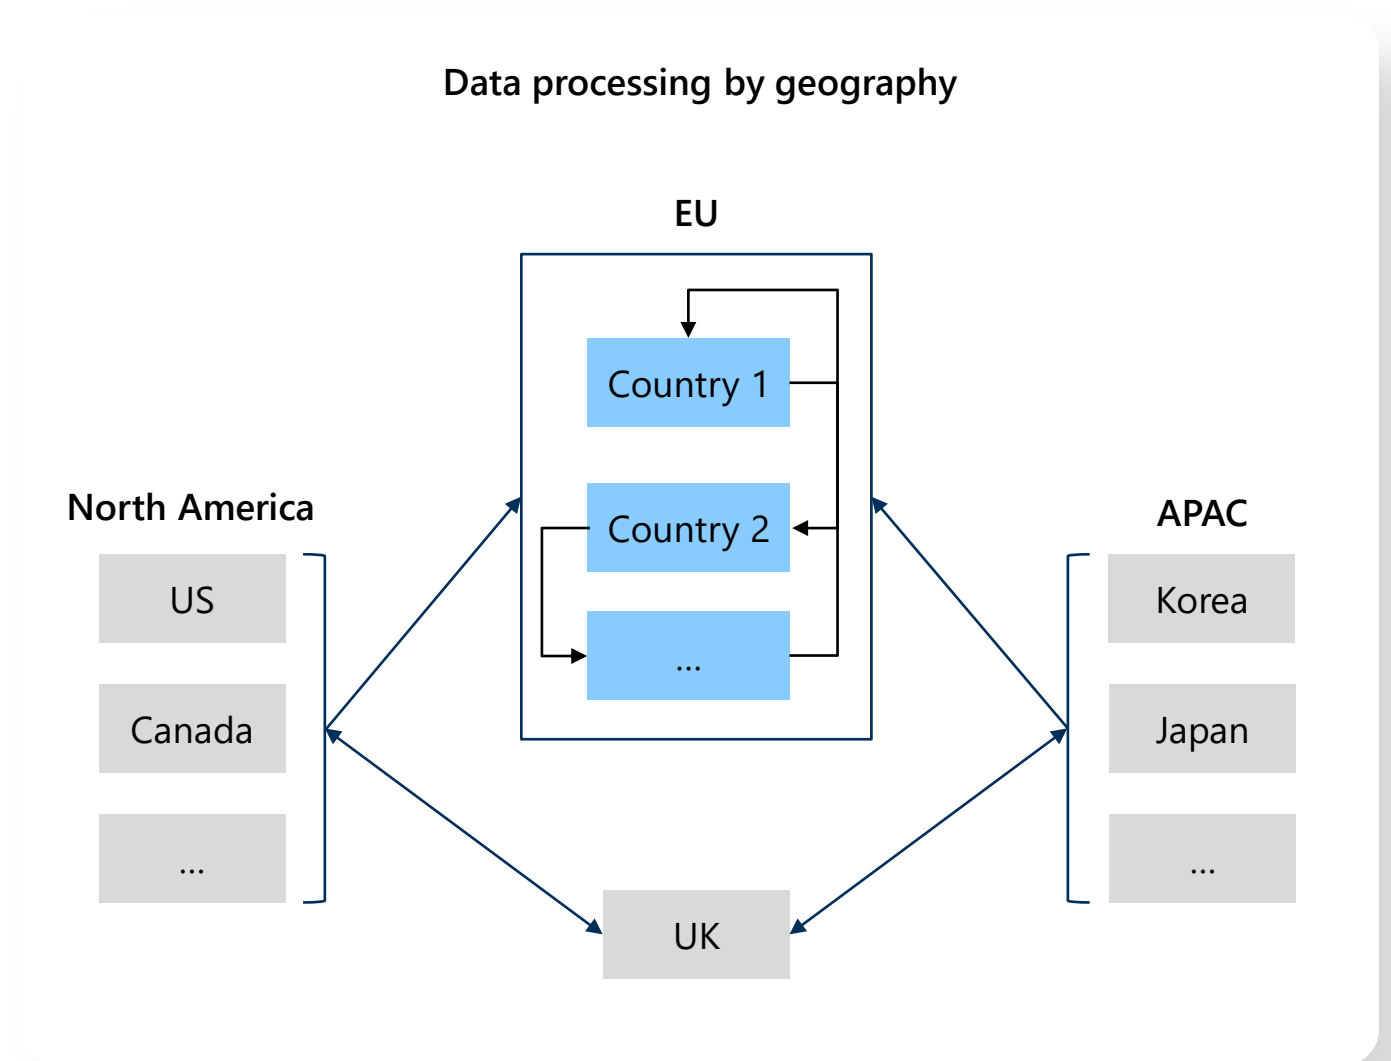 Data processing by geography
EU
Country 1
Country 2
...
North America
US
Canada
...
APAC
Korea
Japan
...
UK